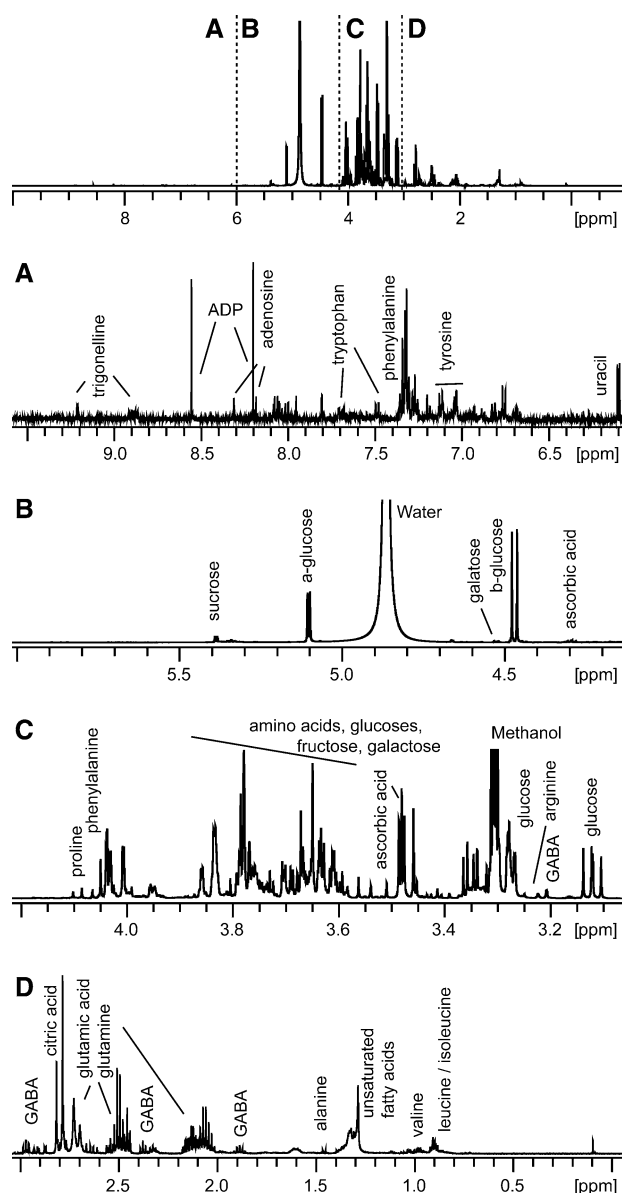 A B C D
8 6 4 2 [ppm]
A
trigonelline
ADP
adenosine
tryptophan
phenylalanine
tyrosine
uracil
9.0 8.5 8.0 7.5 7.0 6.5 [ppm]
B
sucrose
a-glucose
Water
galatose
b-glucose
ascorbic acid
5.5 5.0 4.5 [ppm]
C
proline
phenylalanine
amino acids, glucoses,
fructose, galactose
ascorbic acid
Methanol
glucose
arginine
GABA
glucose
4.0 3.8 3.6 3.4 3.2 [ppm]
D
GABA
citric acid
glutamic acid
glutamine
GABA
GABA
alanine
unsaturated
fatty acids
valine
leucine / isoleucine
2.5 2.0 1.5 1.0 0.5 [ppm]